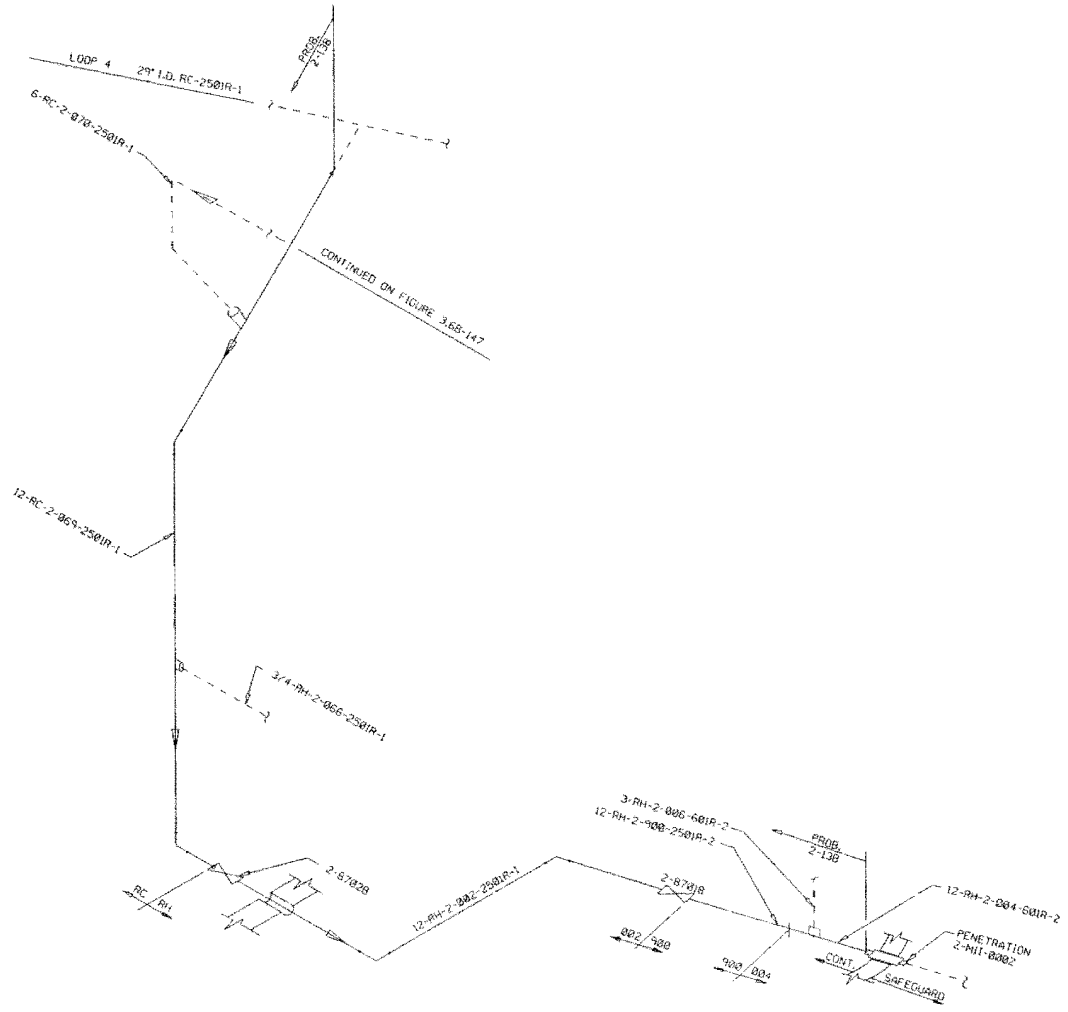 PROB.
2-13B
LOOP 4 29" I.D. RC-2501R-1
6-RC-2-070-2501R-1
CONTINUED ON FIGURE 3.6B-147
12-RC-2-069-2501R-1
3/4-RH-2-066-2501R-1
3-RH-2-006-601R-2
12-RH-2-900-2501R-2
PROB.
2-13B
2-8702B
2-8701B
12-RH-2-004-601R-2
RC RH
12-RH-2-002-2501R-1
002 900
PENETRATION
2-MII-0002
900 004
CONT.
SAFEGUARD